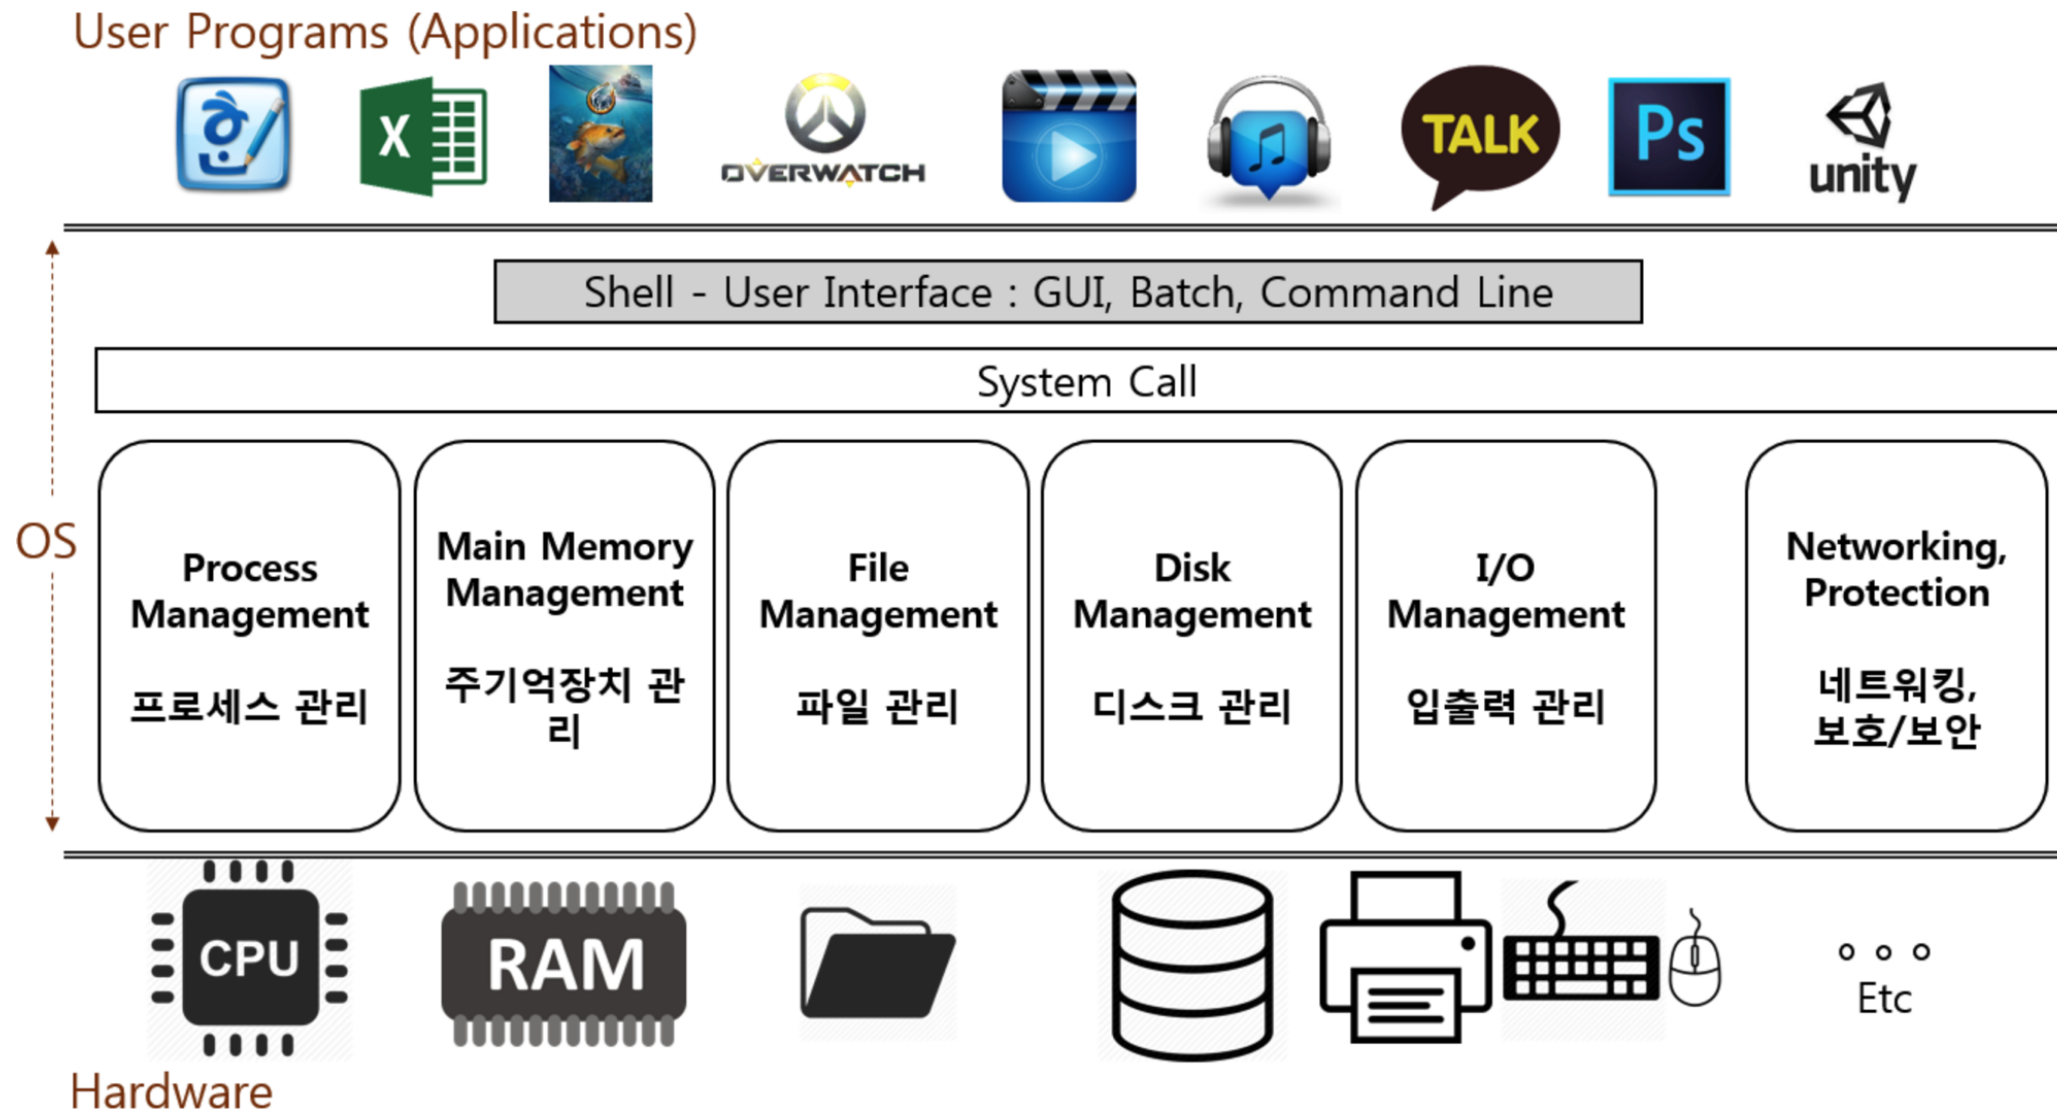 User Programs (Applications)
X
OVERWATCH
TALK
Ps
unity
Shell - User Interface : GUI, Batch, Command Line
System Call
OS
Process
Management
프로세스 관리
Main Memory
Management
주기억장치 관
리
File
Management
파일 관리
Disk
Management
디스크 관리
I/O
Management
입출력 관리
Networking,
Protection
네트워킹,
보호/보안
CPU
RAM
Etc
Hardware